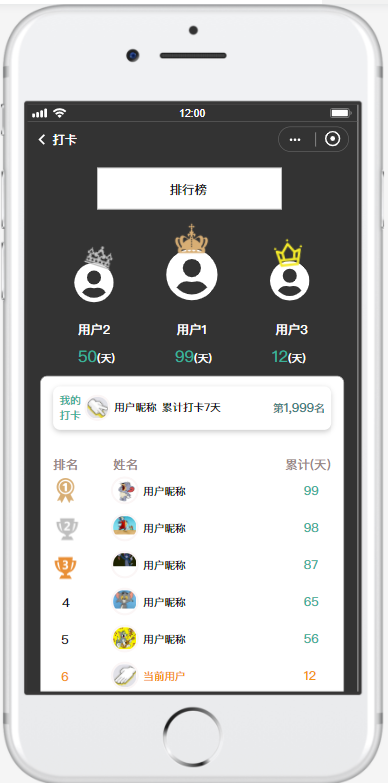 12:00
打卡
排行榜
用户2 用户1 用户3
50(天) 99(天) 12(天)
我的
打卡
用户昵称 累计打卡7天 第1,999名
排名 姓名 累计(天)
1 用户昵称 99
2 用户昵称 98
3 用户昵称 87
4 用户昵称 65
5 用户昵称 56
6 当前用户 12